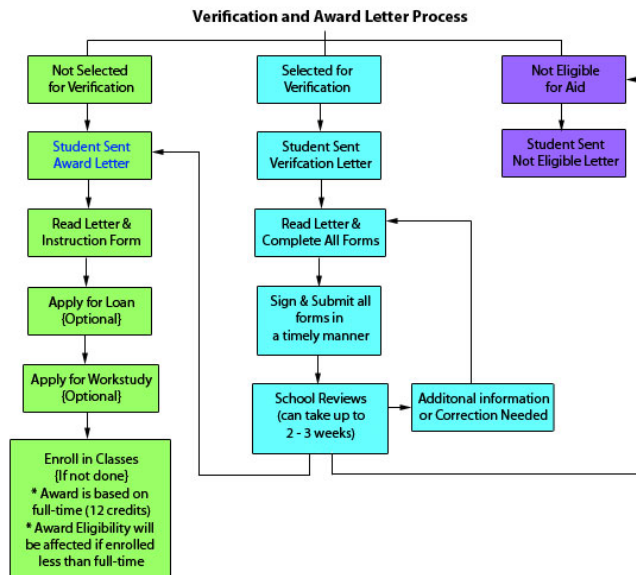 Verification and Award Letter Process
Not Selected
for Verification
Selected for
Verification
Not Eligible
for Aid
Student Sent
Award Letter
Student Sent
Verifcation Letter
Student Sent
Not Eligible Letter
Read Letter &
Instruction Form
Read Letter &
Complete All Forms
Apply for Loan
{Optional}
Sign & Submit all
forms in
a timely manner
Apply for Workstudy
{Optional}
School Reviews
(can take up to
2 - 3 weeks)
Additonal information
or Correction Needed
Enroll in Classes
{If not done}
* Award is based on
full-time (12 credits)
* Award Eligibility will
be affected if enrolled
less than full-time